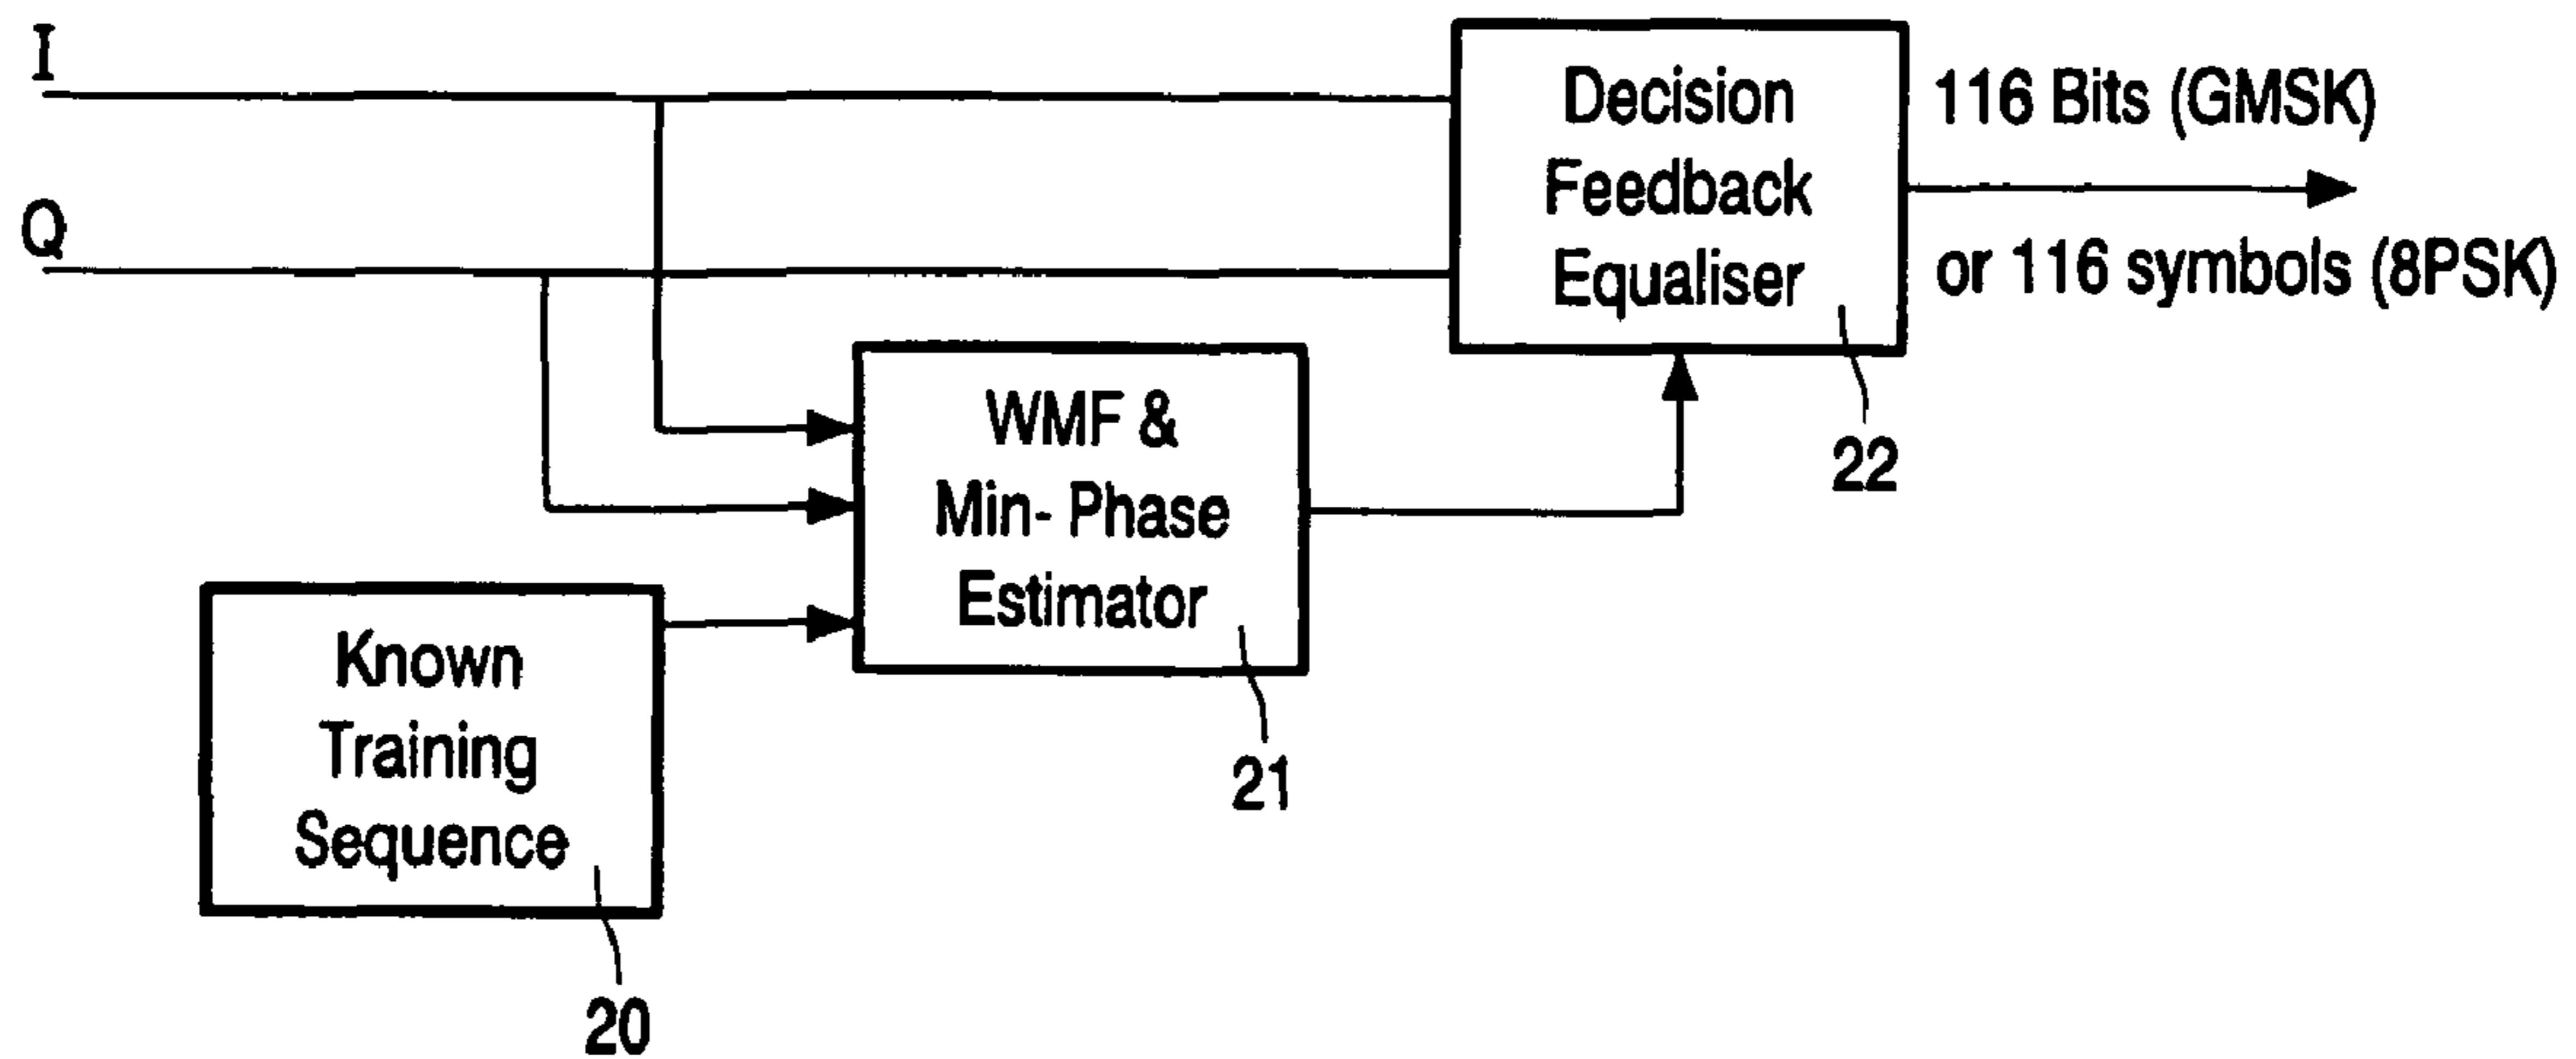 I
Q
Decision
Feedback
Equaliser
22
116 Bits (GMSK)
or 116 symbols (8PSK)
WMF &
Min- Phase
Estimator
21
Known
Training
Sequence
20